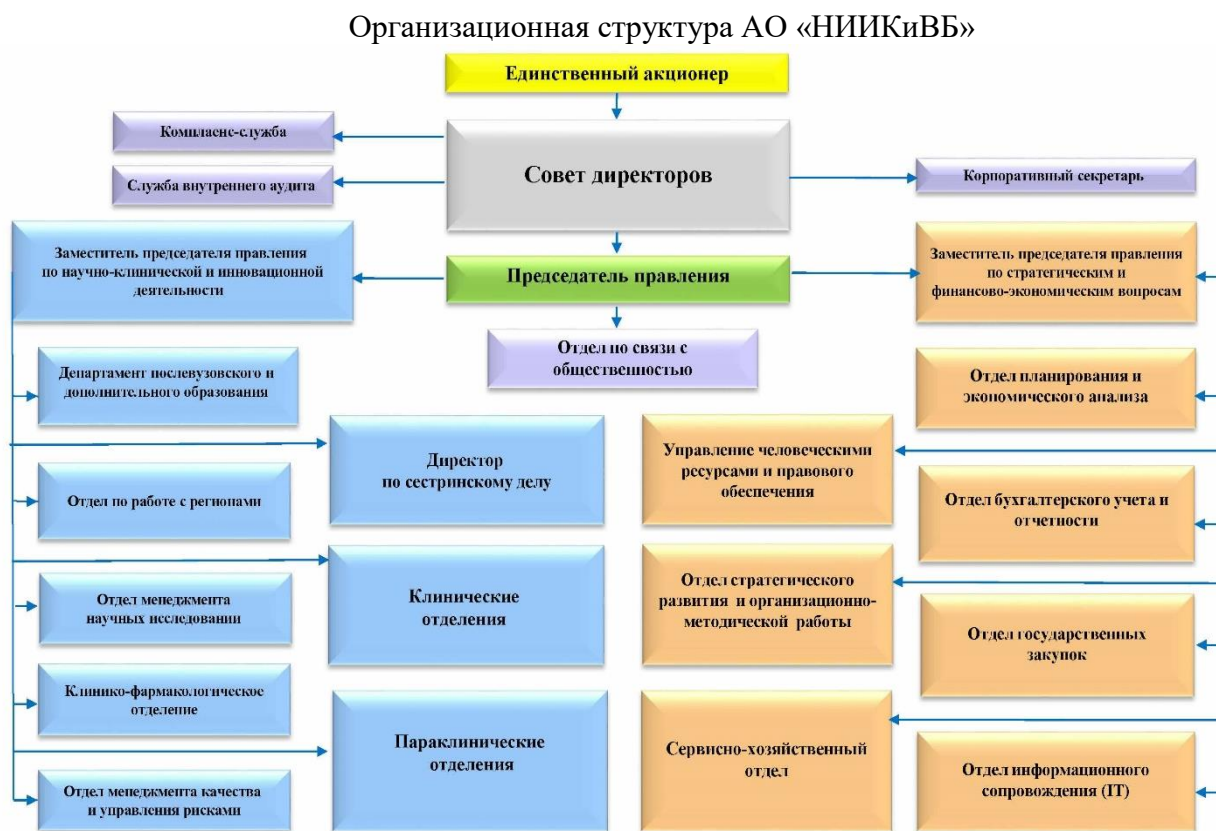 Организационная структура АО «НИИКиВБ»
Единственный акционер
Комплаенс-служба
Служба внутреннего аудита
Совет директоров
Корпоративный секретарь
Заместитель председателя правления
по научно-клинической и инновационной
деятельности
Председатель правления
Заместитель председателя правления
по стратегическим и
финансово-экономическим вопросам
Отдел по связи с
общественностью
Департамент послевузовского и
дополнительного образования
Отдел планирования и
экономического анализа
Директор
по сестринскому делу
Управление человеческими
ресурсами и правового
обеспечения
Отдел по работе с регионами
Отдел бухгалтерского учета и
отчетности
Отдел менеджмента
научных исследовании
Клинические
отделения
Отдел стратегического
развития и организационно-
методической работы
Отдел государственных
закупок
Клинико-фармакологическое
отделение
Параклинические
отделения
Сервисно-хозяйственный
отдел
Отдел менеджмента качества
и управления рисками
Отдел информационного
сопровождения (IT)